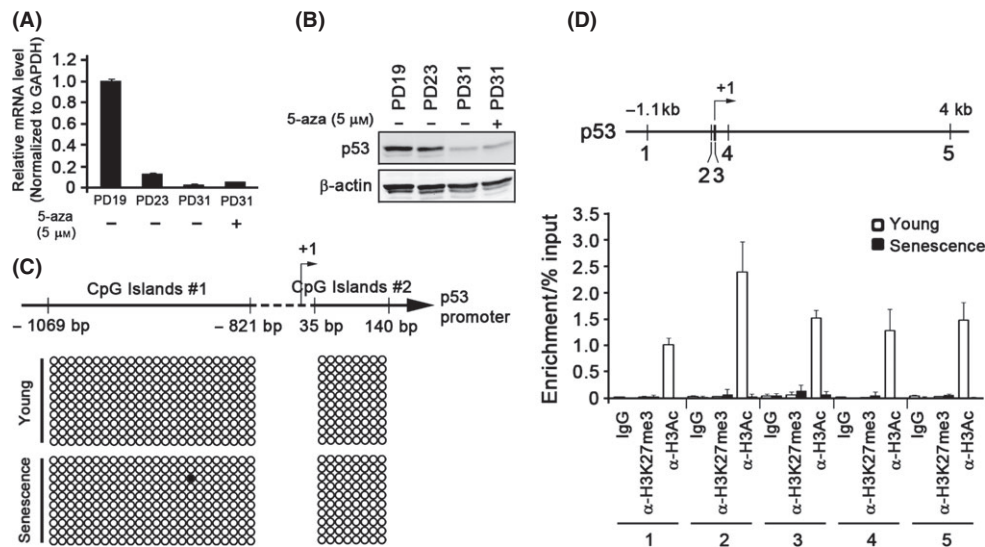 (A)
Relative mRNA level
(Normalized to GAPDH)
1.2
1.0
0.8
0.6
0.4
0.2
0
PD19 PD23 PD31 PD31
5-aza
(5 μM)
– – – +
(B)
PD19 PD23 PD31 PD31
5-aza (5 μM) – – – +
p53
β-actin
(C)
+1
CpG Islands #1
CpG Islands #2
p53
promoter
– 1069 bp
– 821 bp
35 bp
140 bp
Young
Senescence
(D)
+1
–1.1kb
4 kb
p53
1
2 3
4
5
Enrichment/% input
3.5
3.0
2.5
2.0
1.5
1.0
0.5
0
Young
Senescence
IgG
α-H3K27me3
α-H3Ac
IgG
α-H3K27me3
α-H3Ac
IgG
α-H3K27me3
α-H3Ac
IgG
α-H3K27me3
α-H3Ac
IgG
α-H3K27me3
α-H3Ac
1 2 3 4 5